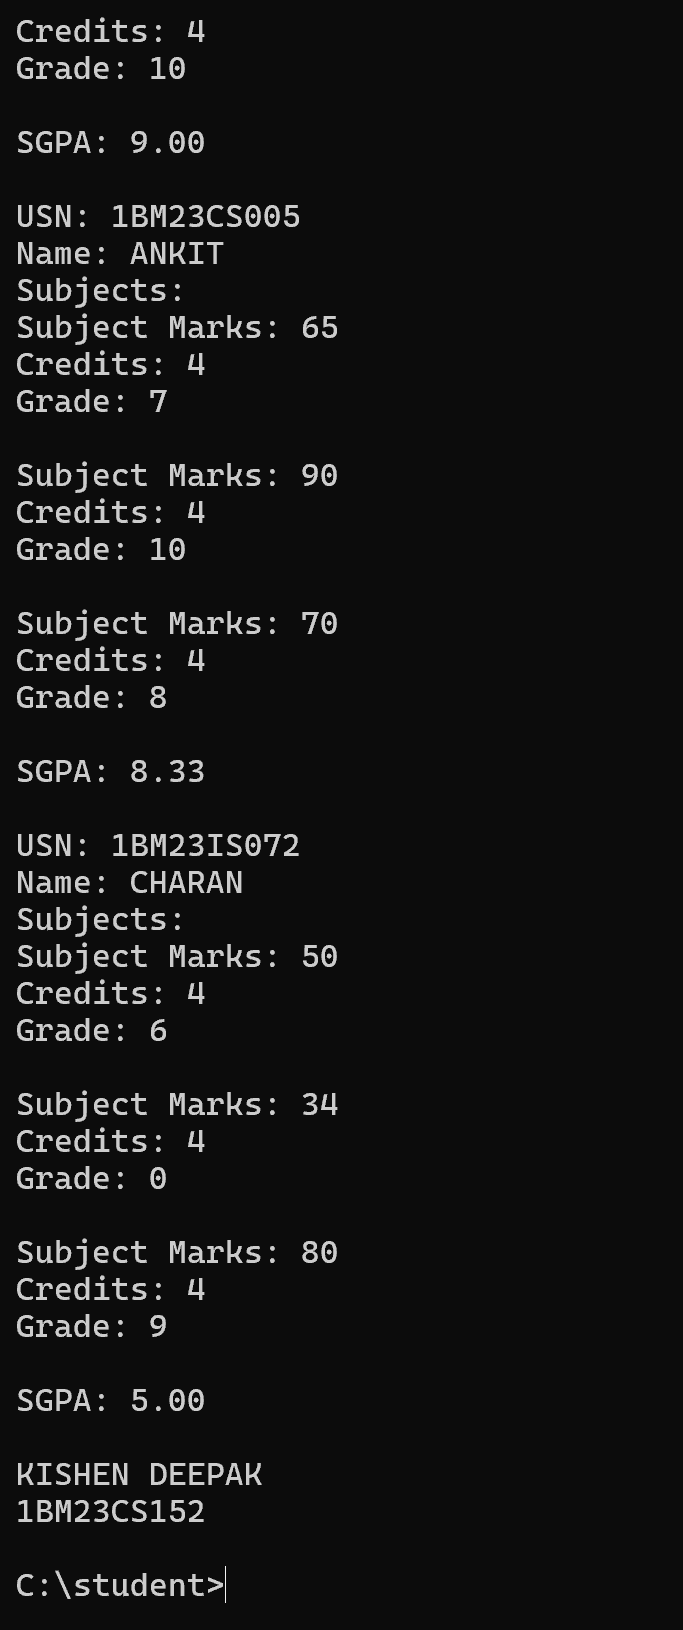 Credits: 4
Grade: 10
SGPA: 9.00
USN: 1BM23CS005
Name: ANKIT
Subjects:
Subject Marks: 65
Credits: 4
Grade: 7
Subject Marks: 90
Credits: 4
Grade: 10
Subject Marks: 70
Credits: 4
Grade: 8
SGPA: 8.33
USN: 1BM23IS072
Name: CHARAN
Subjects:
Subject Marks: 50
Credits: 4
Grade: 6
Subject Marks: 34
Credits: 4
Grade: 0
Subject Marks: 80
Credits: 4
Grade: 9
SGPA: 5.00
KISHEN DEEPAK
1BM23CS152
C:\student>